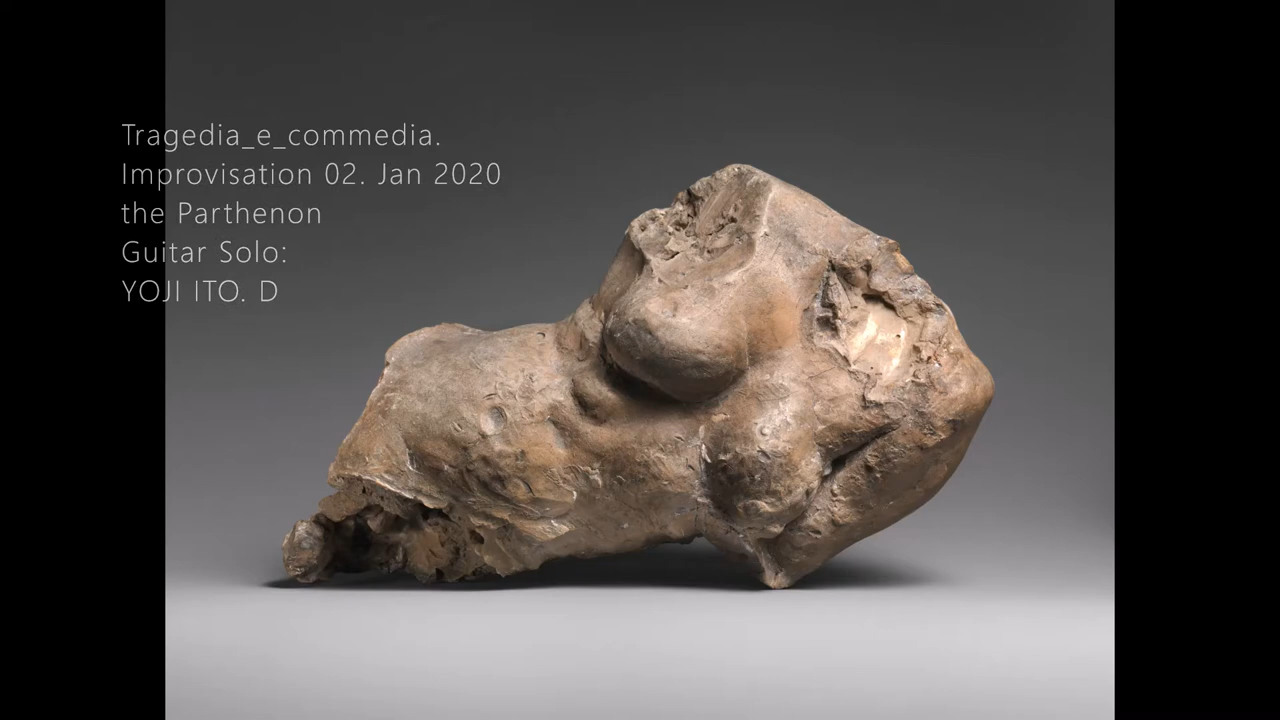 Tragedia_e_commedia.
Improvisation 02. Jan 2020
the Parthenon
Guitar Solo:
YOJI ITO. D